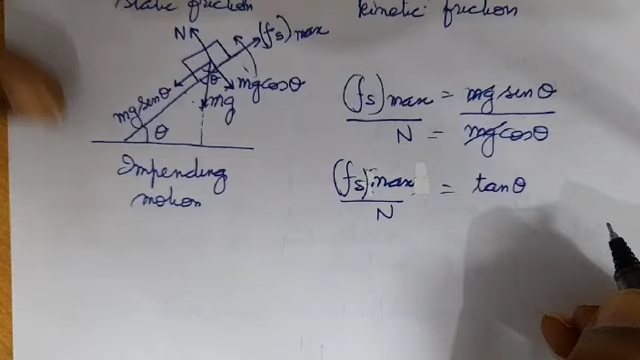 static friction
kinetic friction
N
(fs) max
mg sinθ
θ
mg cosθ
mg
θ
Impending
motion
(fs) max = mg sinθ
N = mg cosθ
(fs) max = tanθ
N